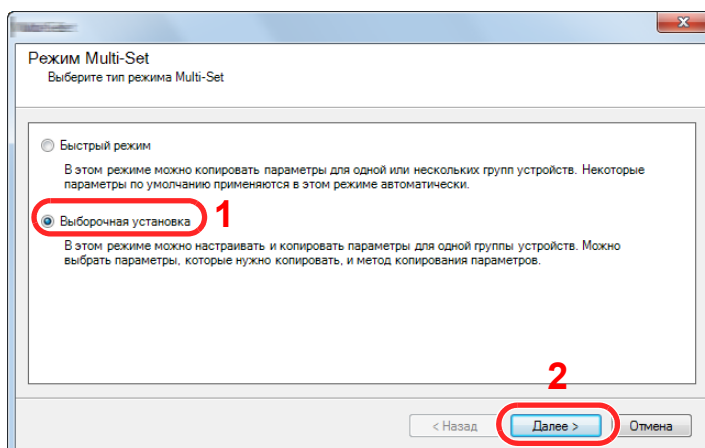 Режим Multi-Set
Выберите тип режима Multi-Set
Быстрый режим
В этом режиме можно копировать параметры для одной или нескольких групп устройств. Некоторые
параметры по умолчанию применяются в этом режиме автоматически.
Выборочная установка 1
В этом режиме можно настраивать и копировать параметры для одной группы устройств. Можно
выбрать параметры, которые нужно копировать, и метод копирования параметров.
2
< Назад Далее > Отмена